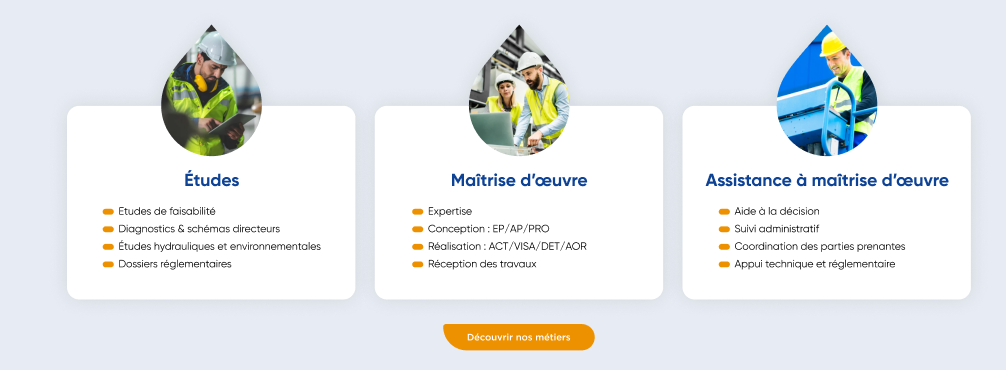 Études
Etudes de faisabilité
Diagnostics & schémas directeurs
Études hydrauliques et environnementales
Dossiers réglementaires
Maîtrise d'œuvre
Expertise
Conception : EP/AP/PRO
Réalisation : ACT/VISA/DET/AOR
Réception des travaux
Assistance à maîtrise d'œuvre
Aide à la décision
Suivi administratif
Coordination des parties prenantes
Appui technique et réglementaire
Découvrir nos métiers